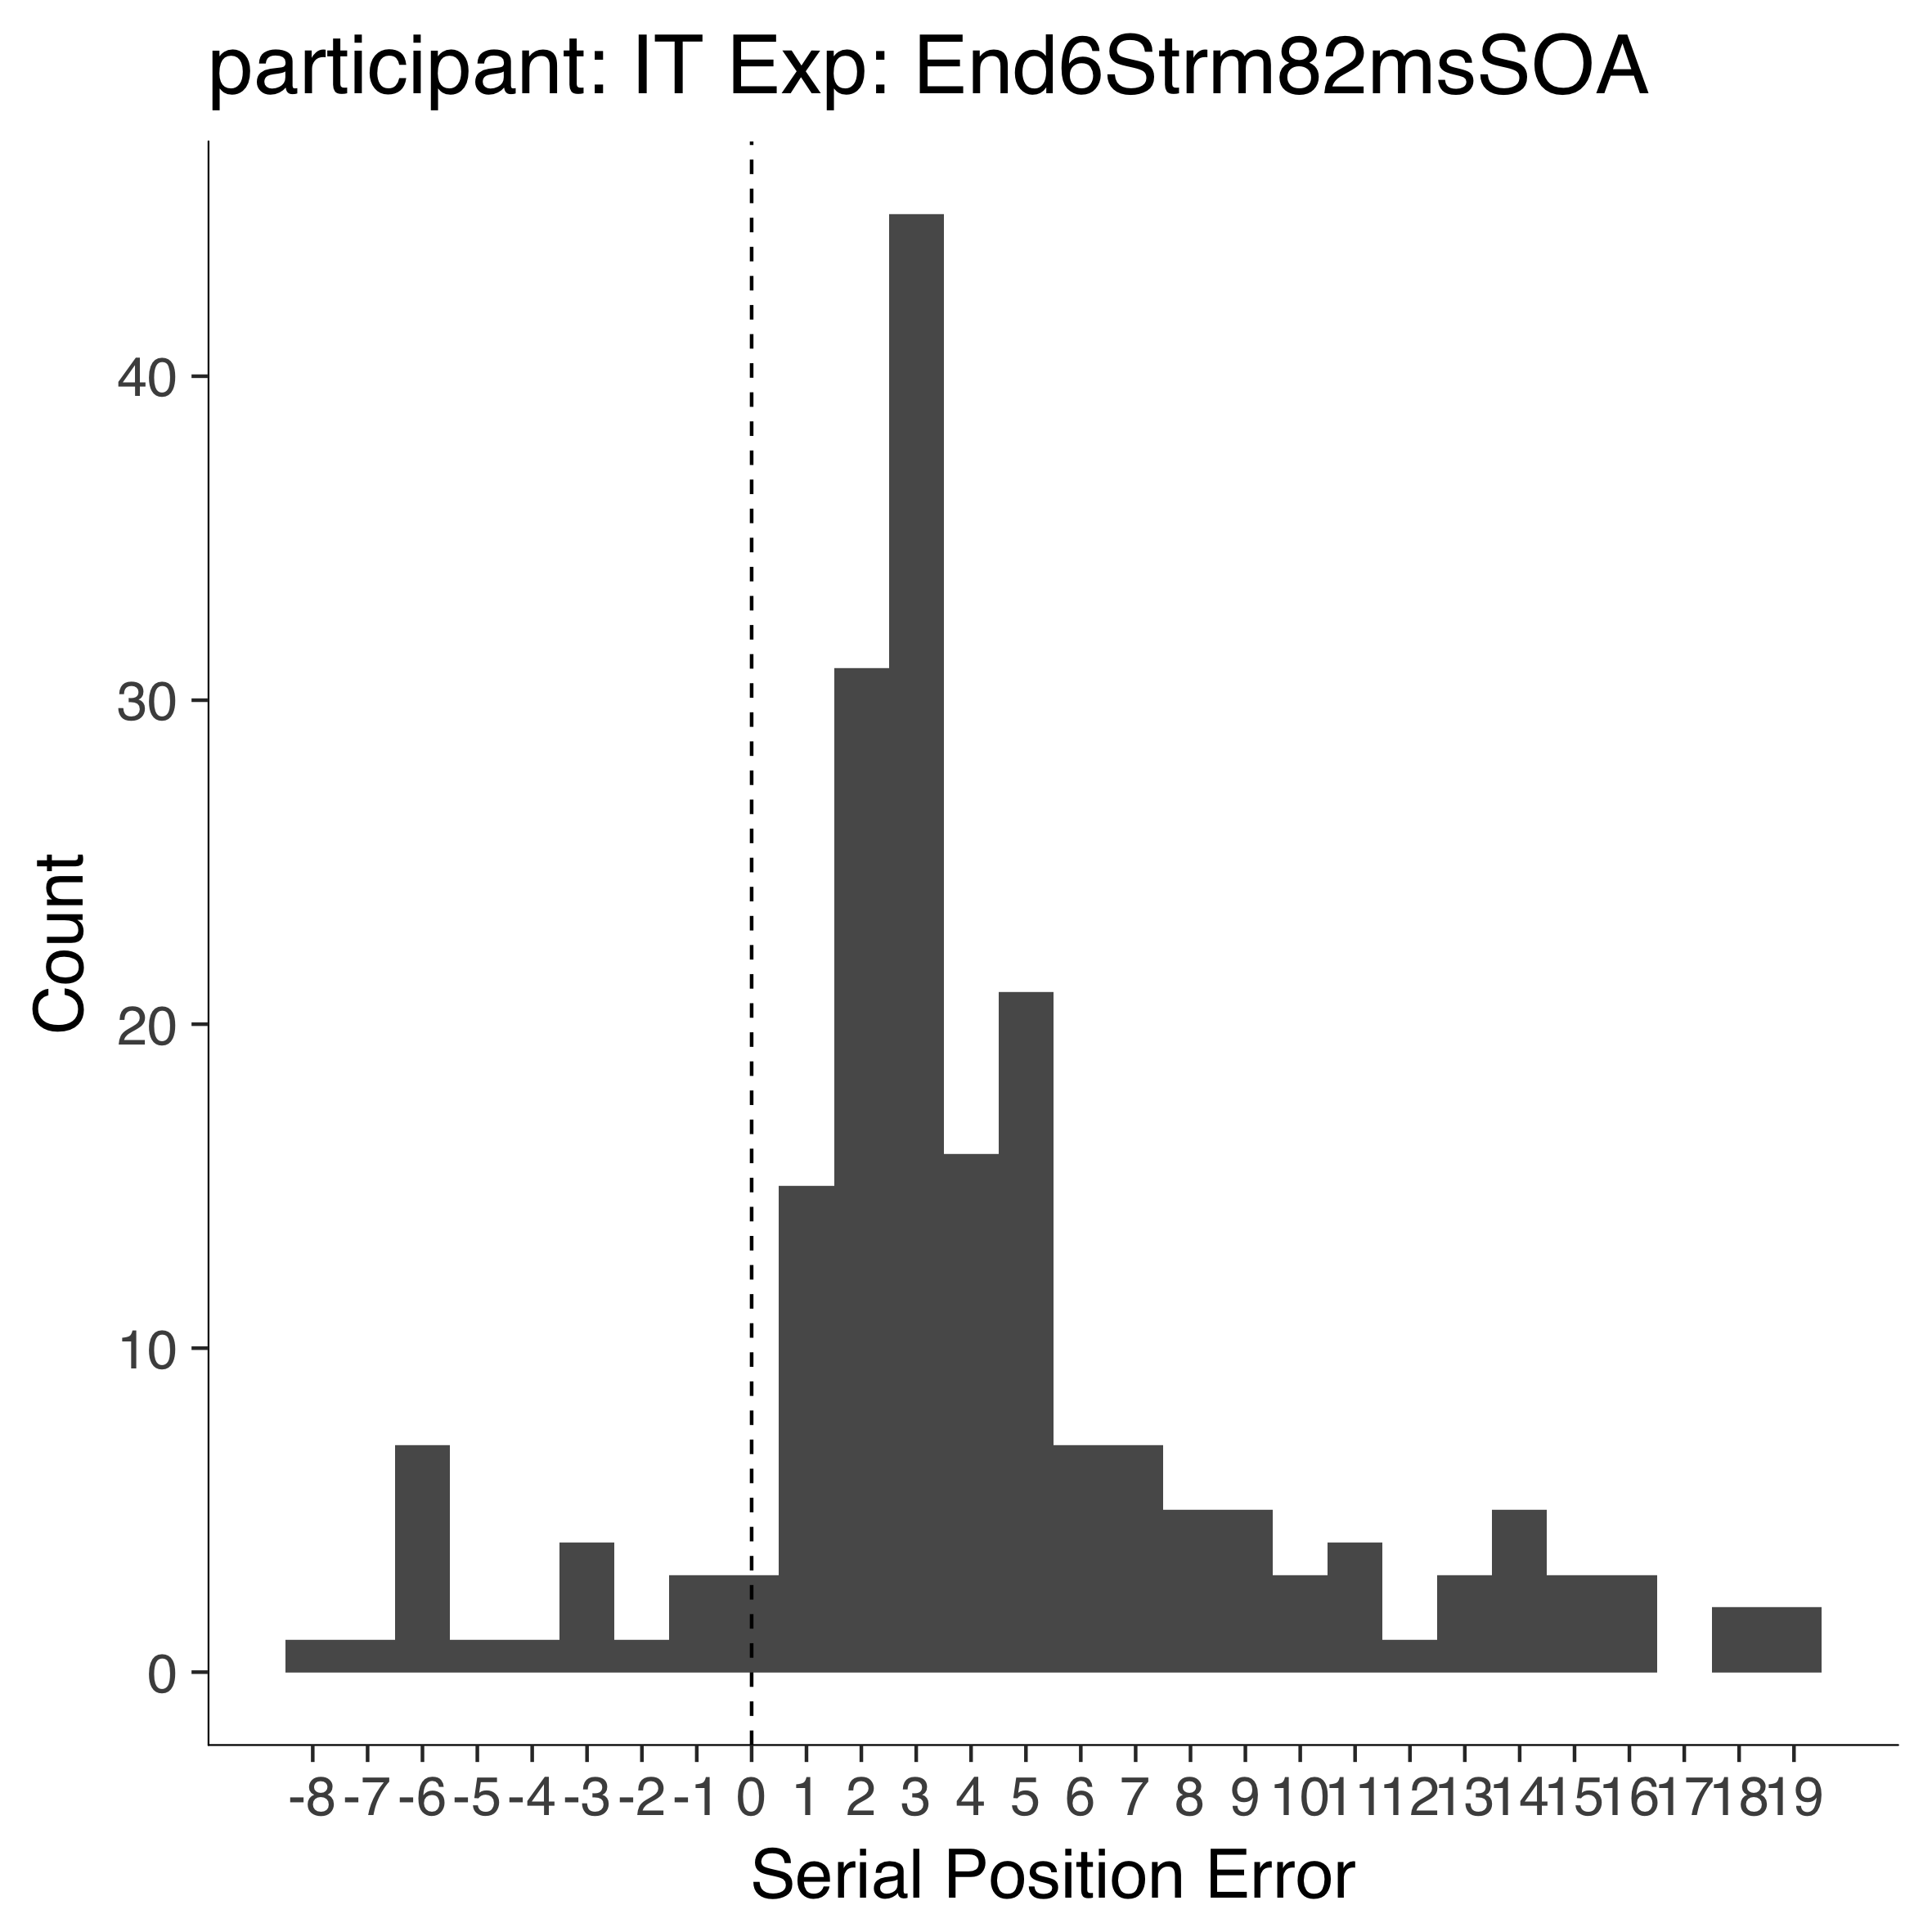 participant: IT Exp: End6Strm82msSOA
Count
40
30
20
10
0
-8 -7 -6 -5 -4 -3 -2 -1 0 1 2 3 4 5 6 7 8 9 10 11 12 13 14 15 16 17 18 19
Serial Position Error